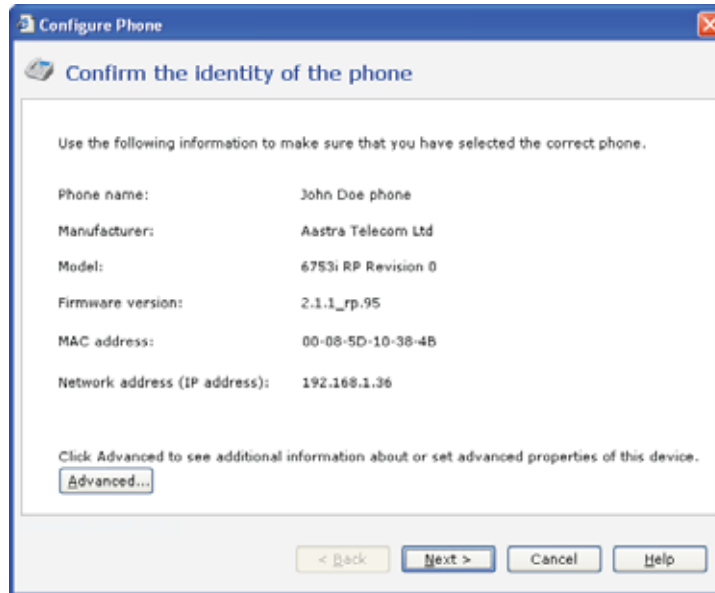 Configure Phone
Confirm the identity of the phone
Use the following information to make sure that you have selected the correct phone.
Phone name: John Doe phone
Manufacturer: Aastra Telecom Ltd
Model: 6753i RP Revision 0
Firmware version: 2.1.1_rp.95
MAC address: 00-08-5D-10-38-4B
Network address (IP address): 192.168.1.36
Click Advanced to see additional information about or set advanced properties of this device.
Advanced...
< Back Next > Cancel Help